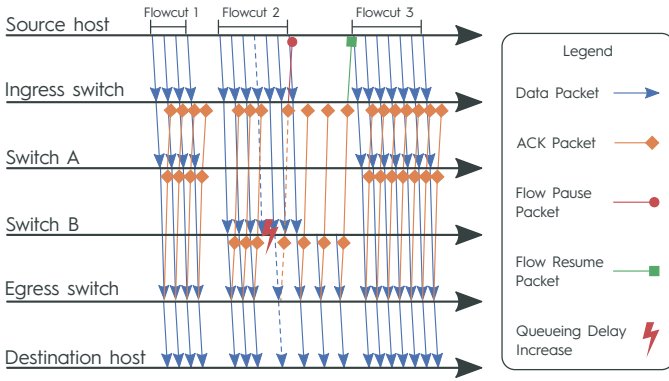 Flowcut 1
Flowcut 2
Flowcut 3
Source host
Ingress switch
Switch A
Switch B
Egress switch
Destination host
Legend
Data Packet
ACK Packet
Flow Pause
Packet
Flow Resume
Packet
Queueing Delay
Increase